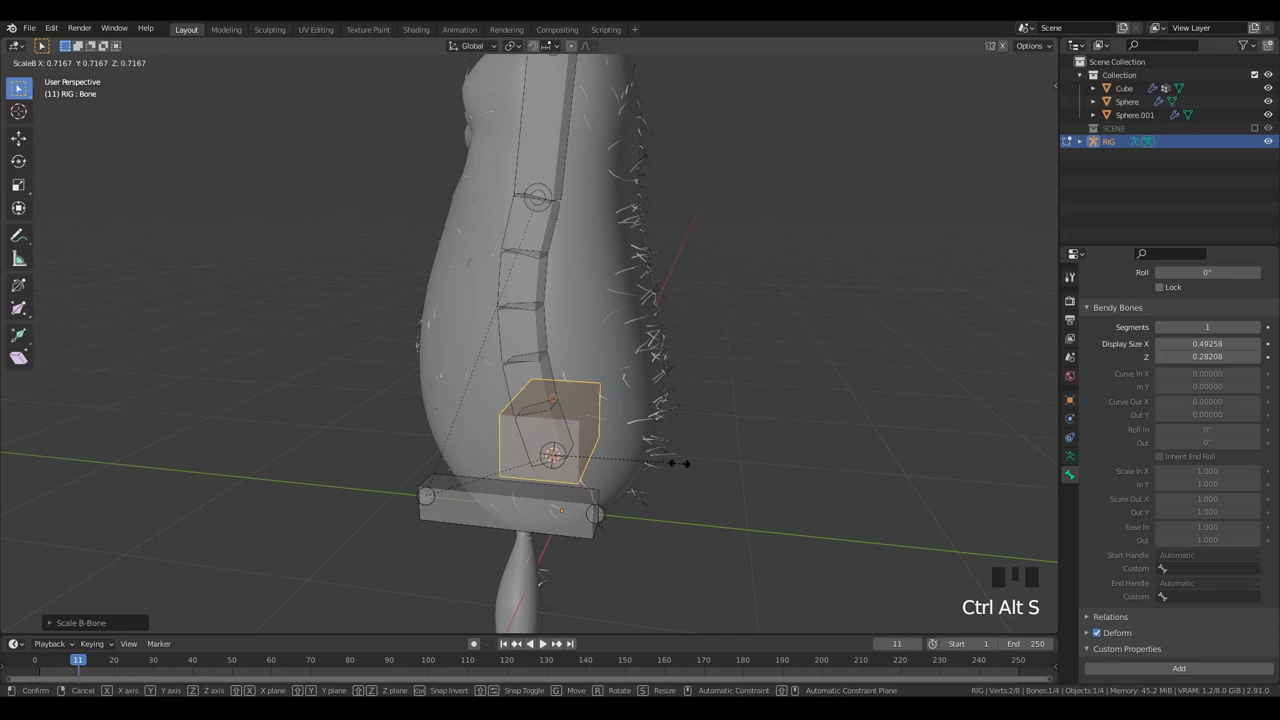 File Edit Render Window Help Layout Modeling Sculpting UV Editing Texture Paint Shading Animation Rendering Compositing Scripting + Scene View Layer
Global Options
ScaleB X: 0.7167 Y: 0.7167 Z: 0.7167
User Perspective
(11) RIG : Bone
Scene Collection
Collection
Cube
Sphere
Sphere.001
SCENE
RIG
Roll 0°
Lock
Bendy Bones
Segments 1
Display Size X 0.49258
Z 0.28208
Curve In X 0.00000
In Y 0.00000
Curve Out X 0.00000
Out Y 0.00000
Roll In 0°
Out 0°
Inherit End Roll
Scale In X 1.000
In Y 1.000
Scale Out X 1.000
Out Y 1.000
Ease In 1.000
Out 1.000
Start Handle Automatic
Custom
End Handle Automatic
Custom
Relations
Deform
Custom Properties
Add
Ctrl Alt S
Scale B-Bone
Playback Keying View Marker 11 Start 1 End 250
0 11 20 30 40 50 60 70 80 90 100 110 120 130 140 150 160 170 180 190 200 210 220 230 240 250
Confirm Cancel X X axis Y Y axis Z Z axis X X plane Y Y plane Z Z plane Ctrl Snap Invert Snap Toggle G Move R Rotate S Resize Automatic Constraint Automatic Constraint Plane RIG | Verts:2/8 | Bones:1/4 | Objects:1/4 | Memory: 45.2 MiB | VRAM: 1.2/8.0 GiB | 2.91.0